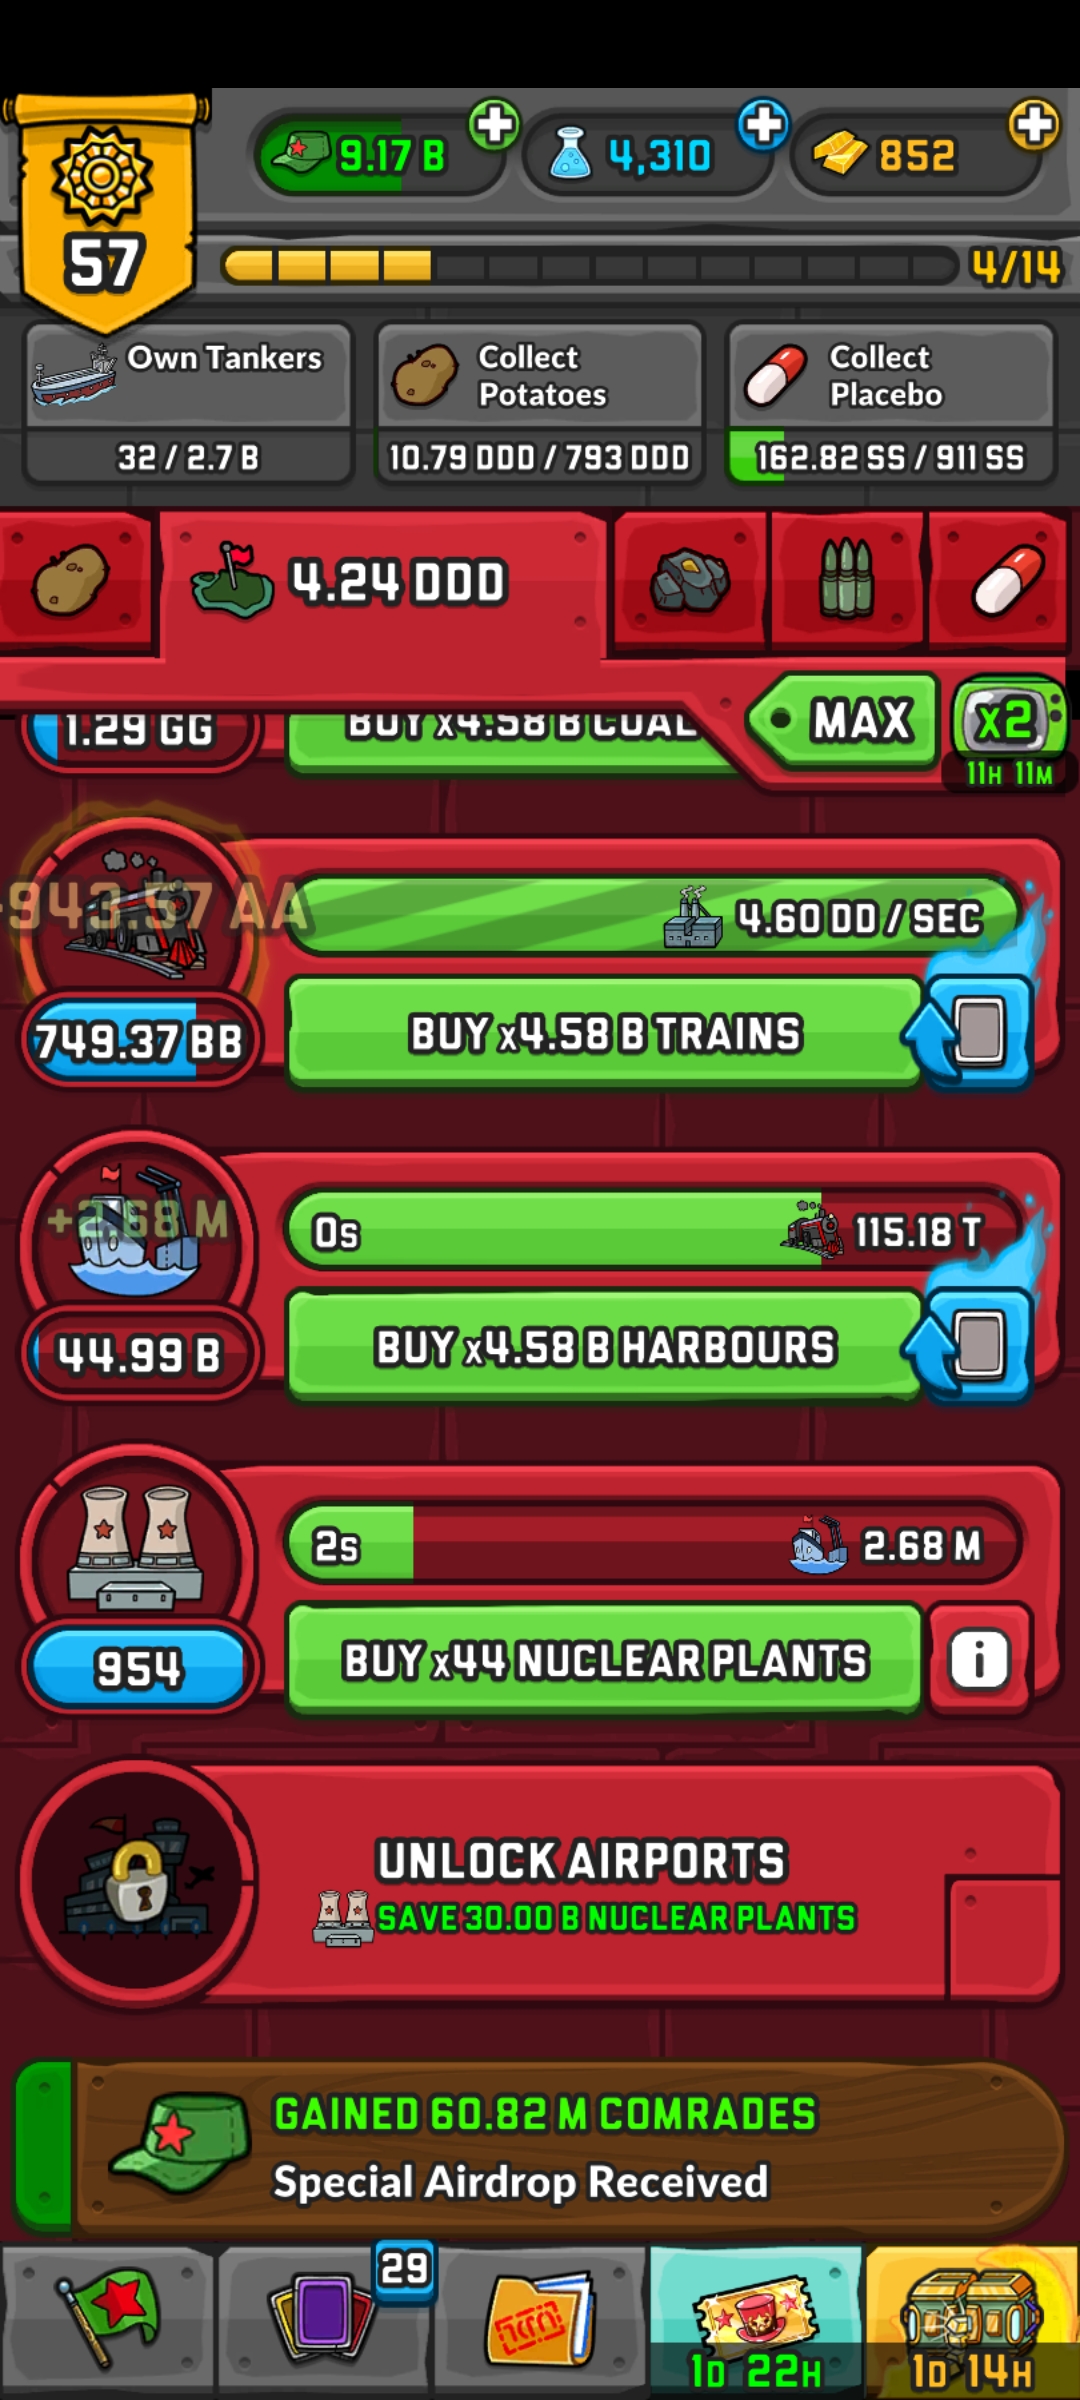 9.17 B
4,310
852
57
4/14
Own Tankers
32 / 2.7 B
Collect
Potatoes
10.79 DDD / 793 DDD
Collect
Placebo
162.82 SS / 911 SS
4.24 DDD
MAX
x2
11H 11M
1.29 GG
BUY x4.58 B COAL
943.57 AA
4.60 DD / SEC
749.37 BB
BUY x4.58 B TRAINS
+2.68 M
0s
115.18 T
44.99 B
BUY x4.58 B HARBOURS
2s
2.68 M
954
BUY x44 NUCLEAR PLANTS
i
UNLOCK AIRPORTS
SAVE 30.00 B NUCLEAR PLANTS
GAINED 60.82 M COMRADES
Special Airdrop Received
29
1D 22H
1D 14H